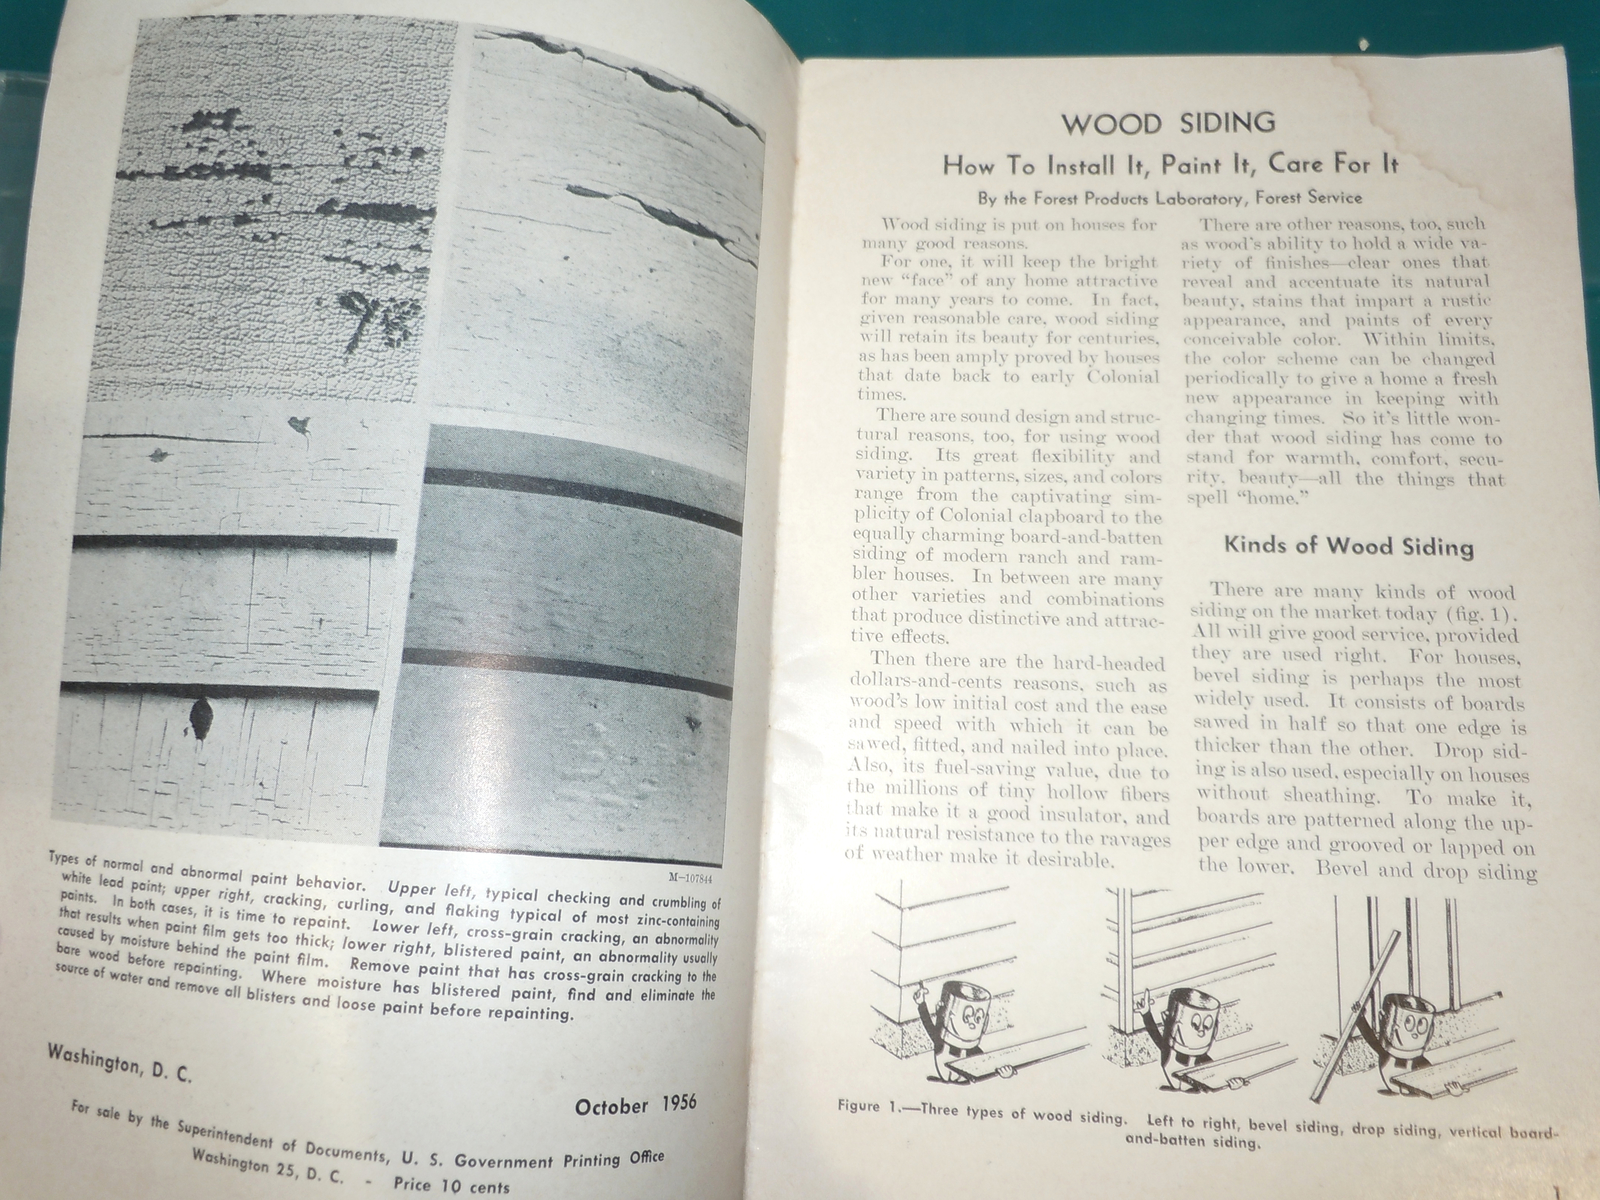 M-107844
Types of normal and abnormal paint behavior. Upper left, typical checking and crumbling of
white lead paint; upper right, cracking, curling, and flaking typical of most zinc-containing
paints. In both cases, it is time to repaint. Lower left, cross-grain cracking, an abnormality
that results when paint film gets too thick; lower right, blistered paint, an abnormality usually
caused by moisture behind the paint film. Remove paint that has cross-grain cracking to the
bare wood before repainting. Where moisture has blistered paint, find and eliminate the
source of water and remove all blisters and loose paint before repainting.
Washington, D. C.
October 1956
For sale by the Superintendent of Documents, U. S. Government Printing Office
Washington 25, D. C. - Price 10 cents
WOOD SIDING
How To Install It, Paint It, Care For It
By the Forest Products Laboratory, Forest Service
Wood siding is put on houses for
many good reasons.
For one, it will keep the bright
new “face” of any home attractive
for many years to come. In fact,
given reasonable care, wood siding
will retain its beauty for centuries,
as has been amply proved by houses
that date back to early Colonial
times.
There are sound design and struc-
tural reasons, too, for using wood
siding. Its great flexibility and
variety in patterns, sizes, and colors
range from the captivating sim-
plicity of Colonial clapboard to the
equally charming board-and-batten
siding of modern ranch and ram-
bler houses. In between are many
other varieties and combinations
that produce distinctive and attrac-
tive effects.
Then there are the hard-headed
dollars-and-cents reasons, such as
wood’s low initial cost and the ease
and speed with which it can be
sawed, fitted, and nailed into place.
Also, its fuel-saving value, due to
the millions of tiny hollow fibers
that make it a good insulator, and
its natural resistance to the ravages
of weather make it desirable.
There are other reasons, too, such
as wood’s ability to hold a wide va-
riety of finishes—clear ones that
reveal and accentuate its natural
beauty, stains that impart a rustic
appearance, and paints of every
conceivable color. Within limits,
the color scheme can be changed
periodically to give a home a fresh
new appearance in keeping with
changing times. So it’s little won-
der that wood siding has come to
stand for warmth, comfort, secu-
rity, beauty—all the things that
spell “home.”
Kinds of Wood Siding
There are many kinds of wood
siding on the market today (fig. 1).
All will give good service, provided
they are used right. For houses,
bevel siding is perhaps the most
widely used. It consists of boards
sawed in half so that one edge is
thicker than the other. Drop sid-
ing is also used, especially on houses
without sheathing. To make it,
boards are patterned along the up-
per edge and grooved or lapped on
the lower. Bevel and drop siding
Figure 1.—Three types of wood siding. Left to right, bevel siding, drop siding, vertical board-
and-batten siding.
1